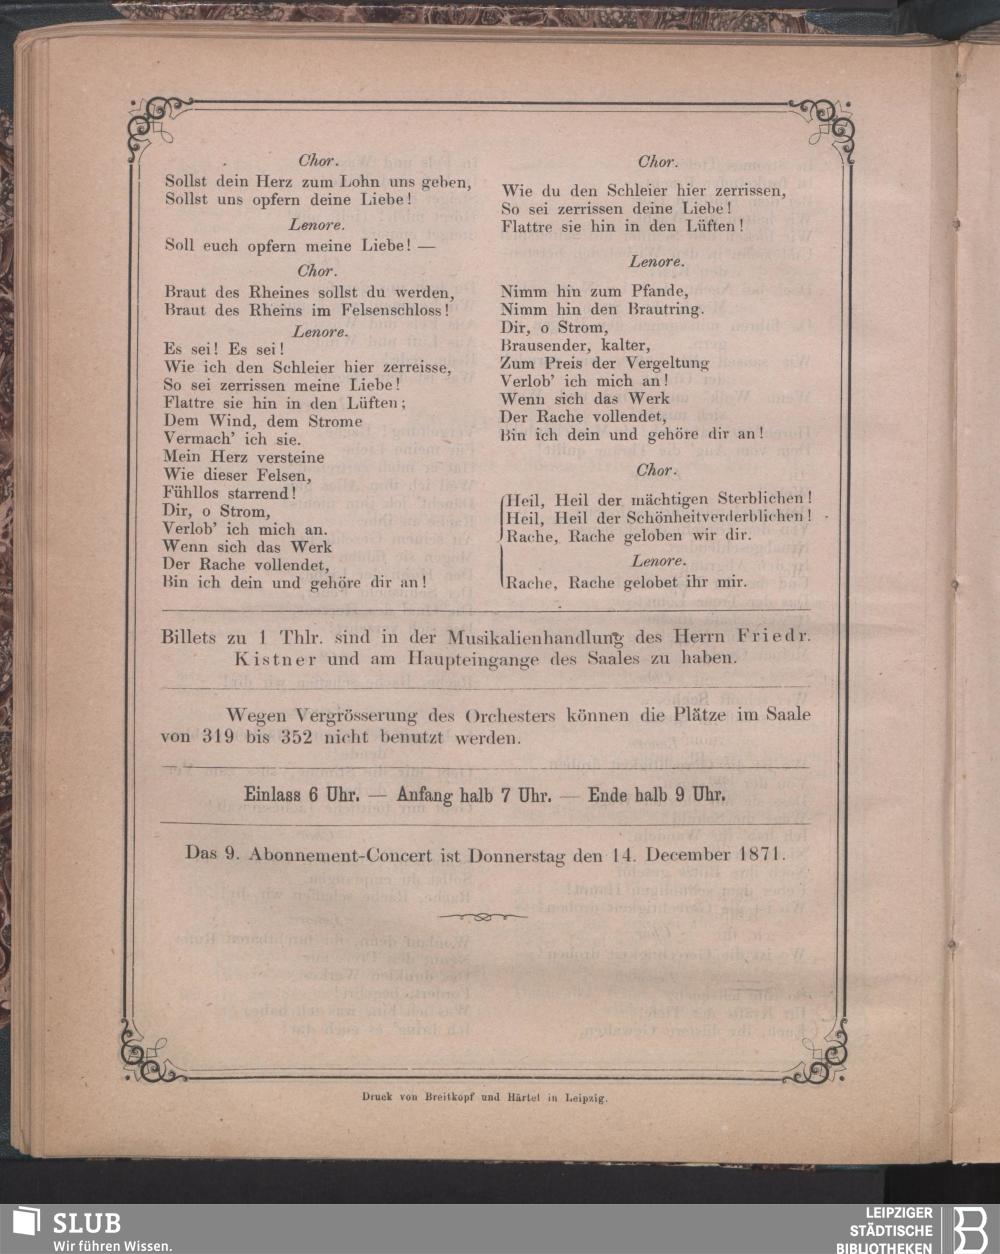 Chor.
Sollst dein Herz zum Lohn uns geben,
Sollst uns opfern deine Liebe!
Lenore.
Soll euch opfern meine Liebe! —
Chor.
Braut des Rheines sollst du werden,
Braut des Rheins im Felsenschloss!
Lenore.
Es sei! Es sei!
Wie ich den Schleier hier zerreisse,
So sei zerrissen meine Liebe!
Flattre sie hin in den Lüften;
Dem Wind, dem Strome
Vermach' ich sie.
Mein Herz versteine
Wie dieser Felsen,
Fühllos starrend!
Dir, o Strom,
Verlob' ich mich an.
Wenn sich das Werk
Der Rache vollendet,
Bin ich dein und gehöre dir an!
Chor.
Wie du den Schleier hier zerrissen,
So sei zerrissen deine Liebe!
Flattre sie hin in den Lüften!
Lenore.
Nimm hin zum Pfande,
Nimm hin den Brautring.
Dir, o Strom,
Brausender, kalter,
Zum Preis der Vergeltung
Verlob' ich mich an!
Wenn sich das Werk
Der Rache vollendet,
Bin ich dein und gehöre dir an!
Chor.
Heil, Heil der mächtigen Sterblichen!
Heil, Heil der Schönheitverderblichen!
Rache, Rache geloben wir dir.
Lenore.
Rache, Rache gelobet ihr mir.
Billets zu 1 Thlr. sind in der Musikalienhandlung des Herrn Friedr.
Kistner und am Haupteingange des Saales zu haben.
Wegen Vergrösserung des Orchesters können die Plätze im Saale
von 319 bis 352 nicht benutzt werden.
Einlass 6 Uhr. — Anfang halb 7 Uhr. — Ende halb 9 Uhr.
Das 9. Abonnement-Concert ist Donnerstag den 14. December 1871.
Druck von Breitkopf und Härtel in Leipzig.
SLUB
Wir führen Wissen.
LEIPZIGER
STÄDTISCHE
BIBLIOTHEKEN